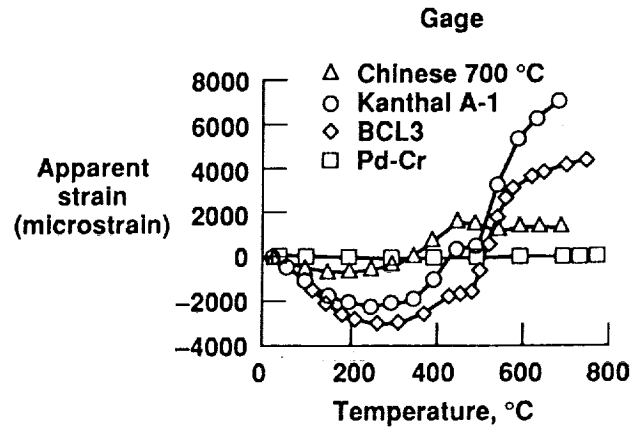 Gage
Chinese 700 °C
Kanthal A-1
BCL3
Pd-Cr
Apparent
strain
(microstrain)
8000
6000
4000
2000
0
−2000
−4000
0 200 400 600 800
Temperature, °C